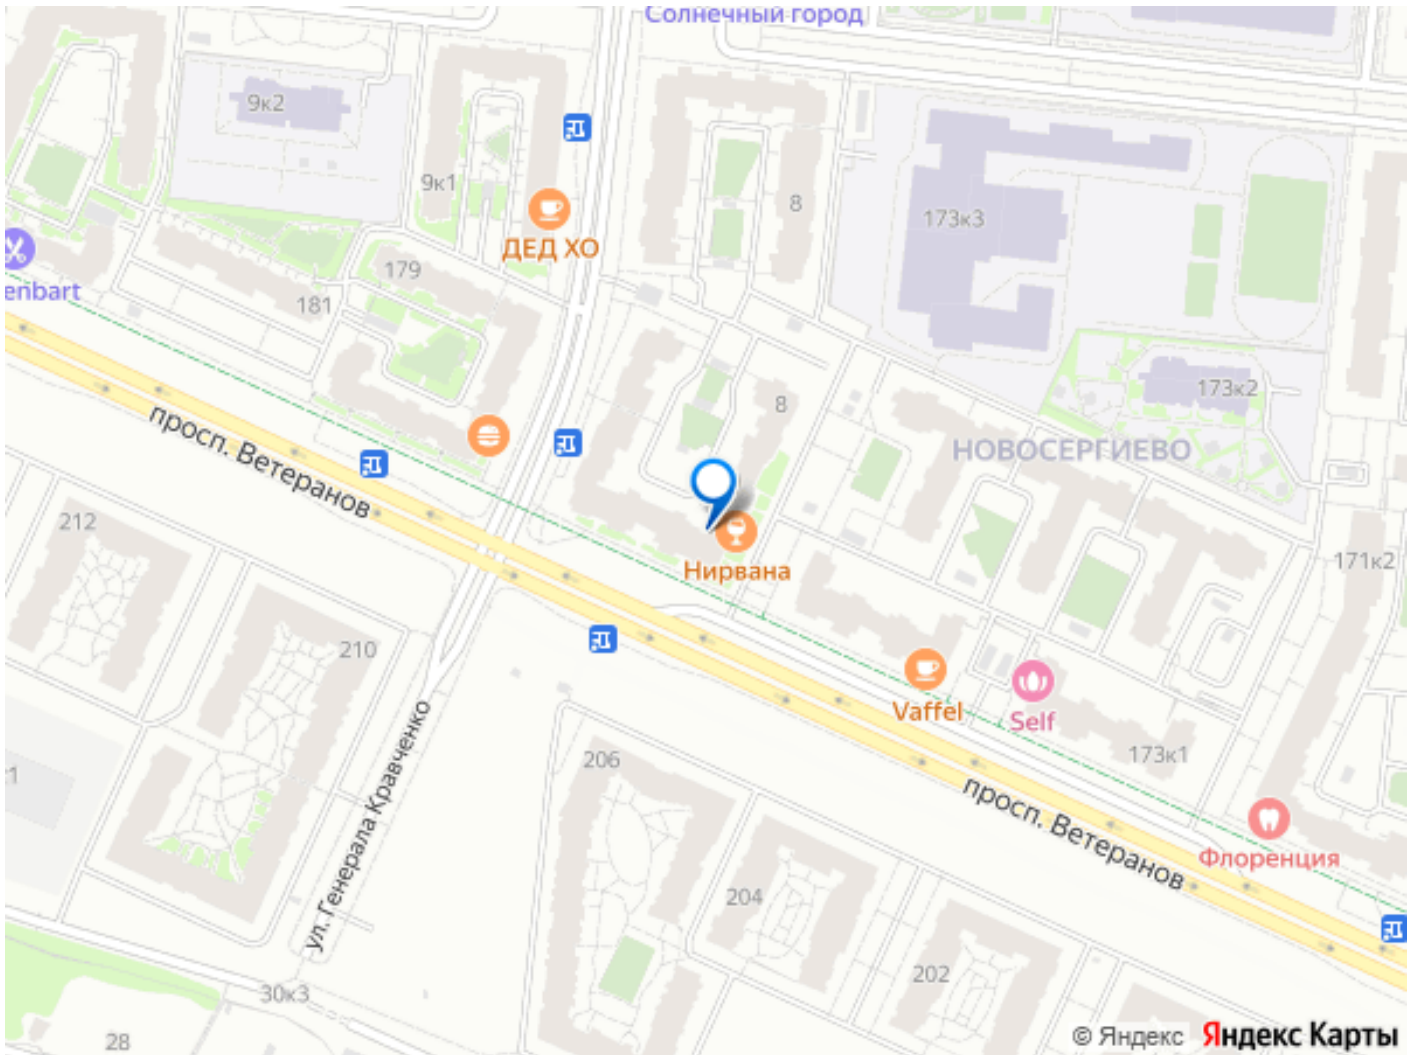 Солнечный город
9к2
9к1
8
173к3
ДЕД ХО
179
enbart
181
173к2
8
НОВОСЕРГИЕВО
просп. Ветеранов
212
171к2
Нирвана
210
Vaffel
Self
ул. Генерала Кравченко
206
173к1
просп. Ветеранов
Флоренция
204
202
30к3
28
© Яндекс Яндекс Карты